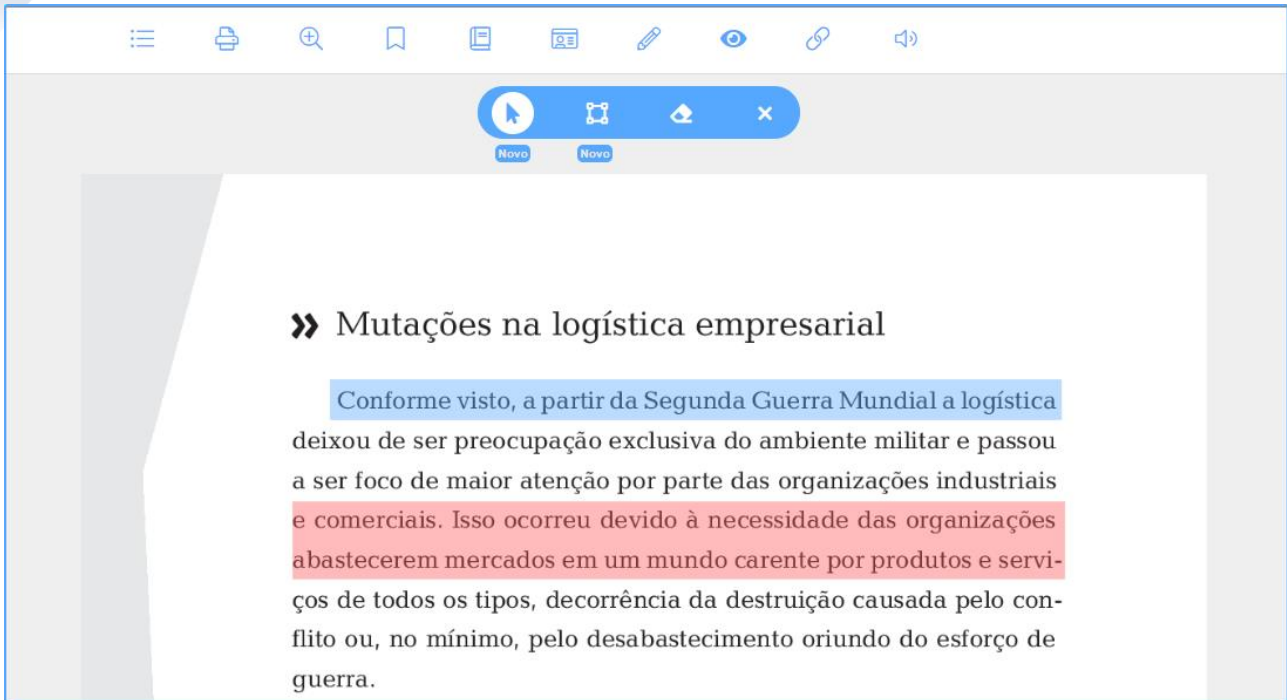 Novo Novo
» Mutações na logística empresarial
Conforme visto, a partir da Segunda Guerra Mundial a logística
deixou de ser preocupação exclusiva do ambiente militar e passou
a ser foco de maior atenção por parte das organizações industriais
e comerciais. Isso ocorreu devido à necessidade das organizações
abastecerem mercados em um mundo carente por produtos e servi-
ços de todos os tipos, decorrência da destruição causada pelo con-
flito ou, no mínimo, pelo desabastecimento oriundo do esforço de
guerra.